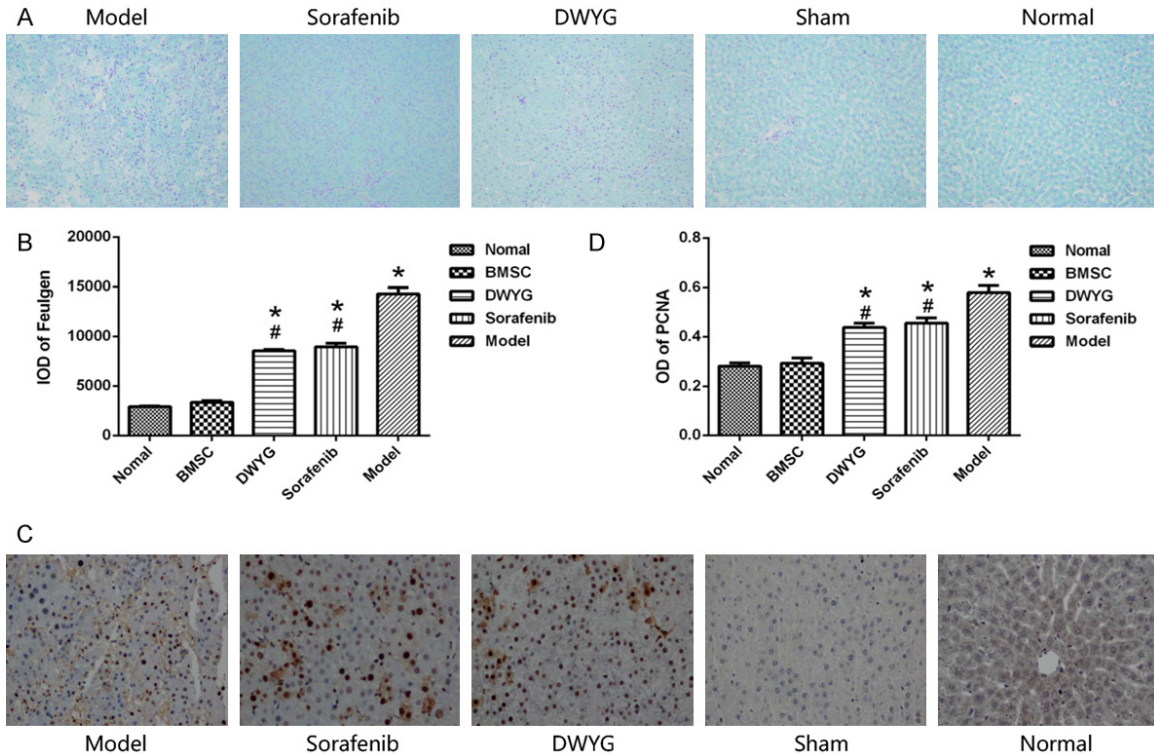 A
Model Sorafenib DWYG Sham Normal
B
20000
15000
10000
5000
0
IOD of Feulgen
* # * # *
Nomal
BMSC
DWYG
Sorafenib
Model
Nomal BMSC DWYG Sorafenib Model
D
0.8
0.6
0.4
0.2
0.0
OD of PCNA
* # * # *
Nomal
BMSC
DWYG
Sorafenib
Model
Nomal BMSC DWYG Sorafenib Model
C
Model Sorafenib DWYG Sham Normal